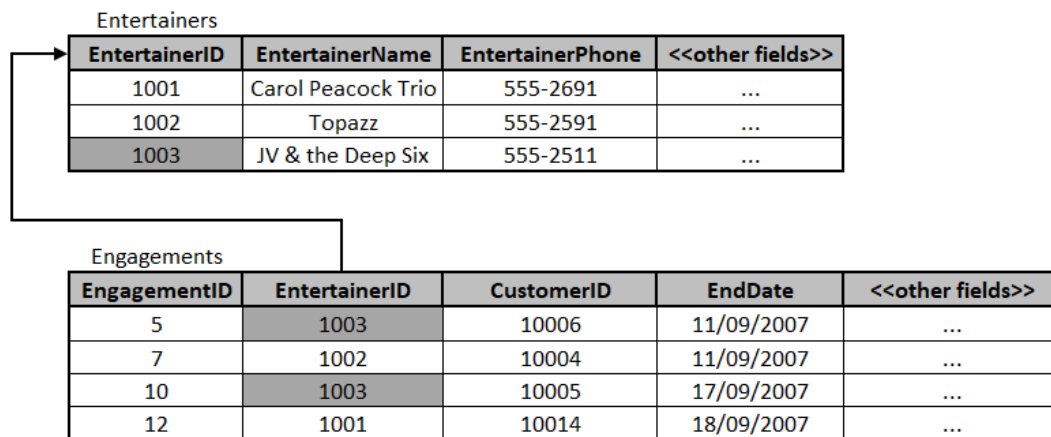 Entertainers
EntertainerID EntertainerName EntertainerPhone <<other fields>>
1001 Carol Peacock Trio 555-2691 ...
1002 Topazz 555-2591 ...
1003 JV & the Deep Six 555-2511 ...
Engagements
EngagementID EntertainerID CustomerID EndDate <<other fields>>
5 1003 10006 11/09/2007 ...
7 1002 10004 11/09/2007 ...
10 1003 10005 17/09/2007 ...
12 1001 10014 18/09/2007 ...